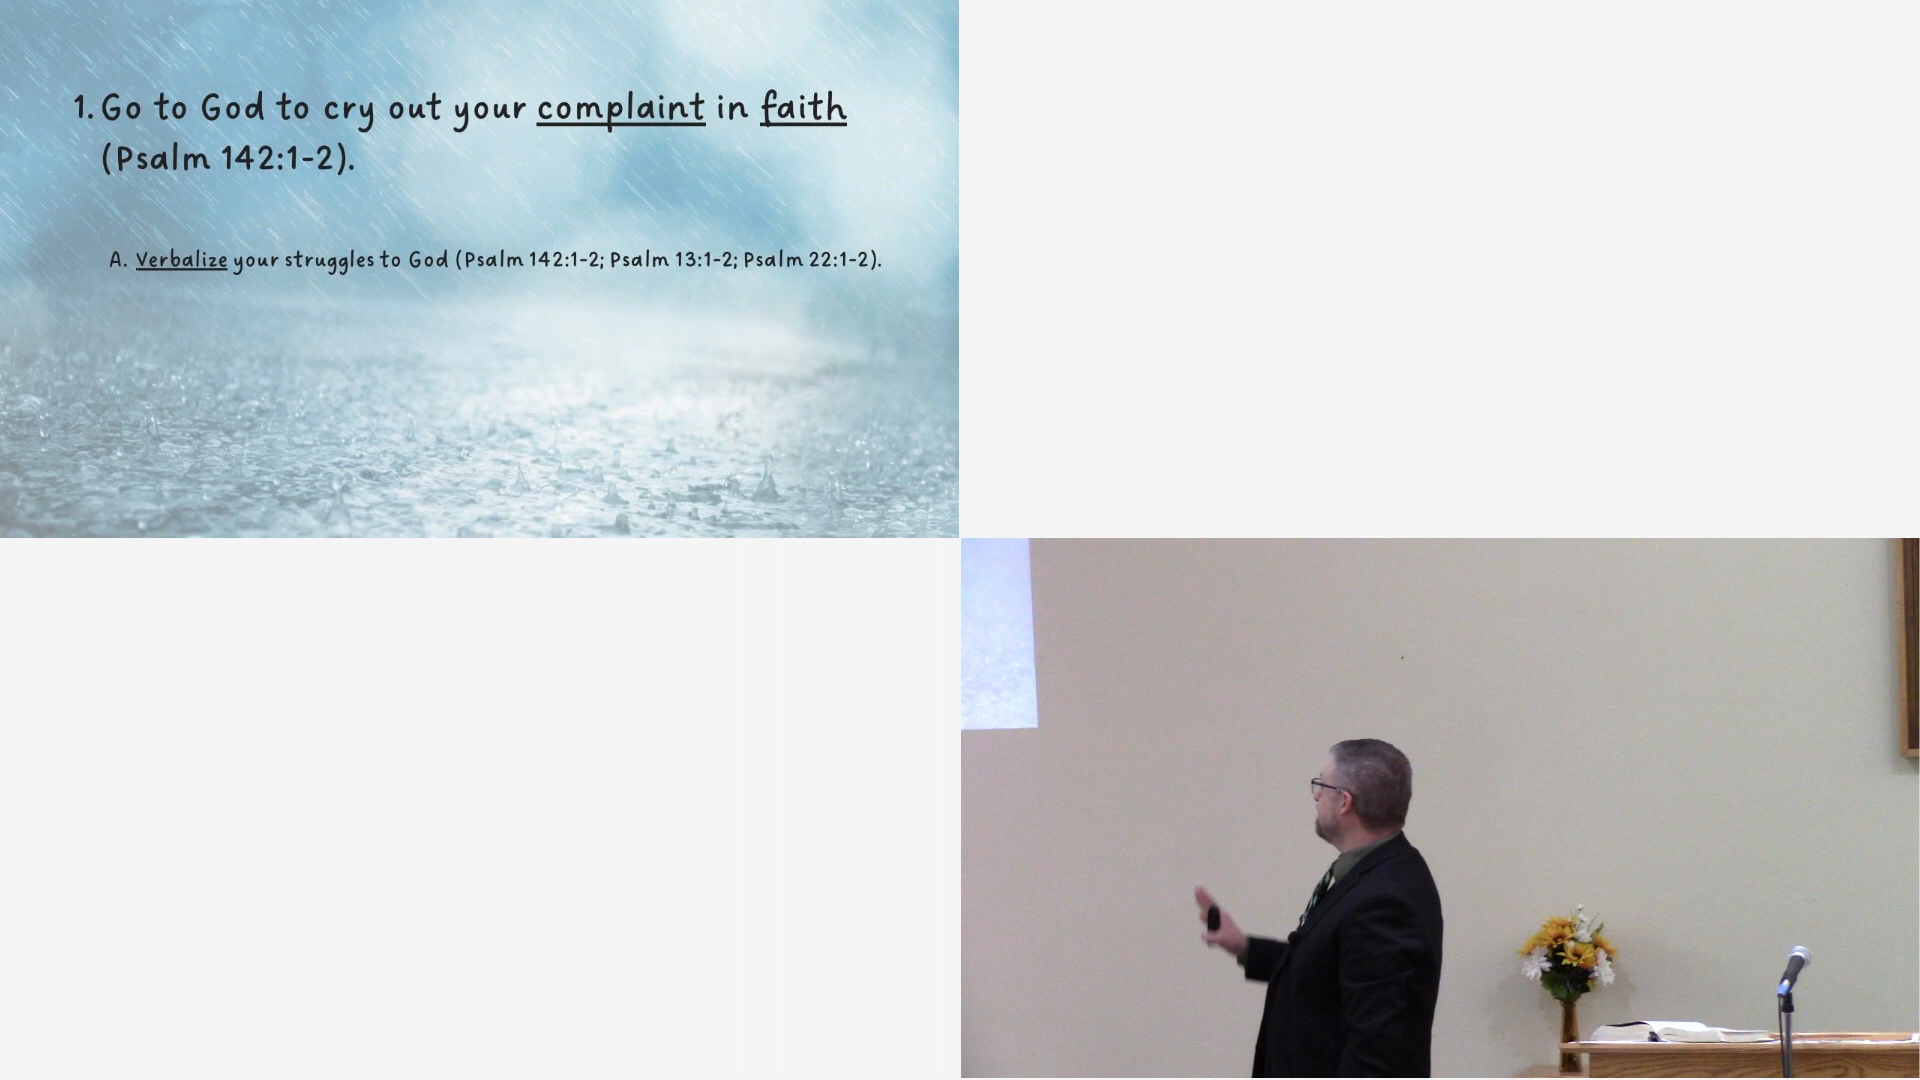 1. Go to God to cry out your complaint in faith
(Psalm 142:1-2).
A. Verbalize your struggles to God (Psalm 142:1-2; Psalm 13:1-2; Psalm 22:1-2).